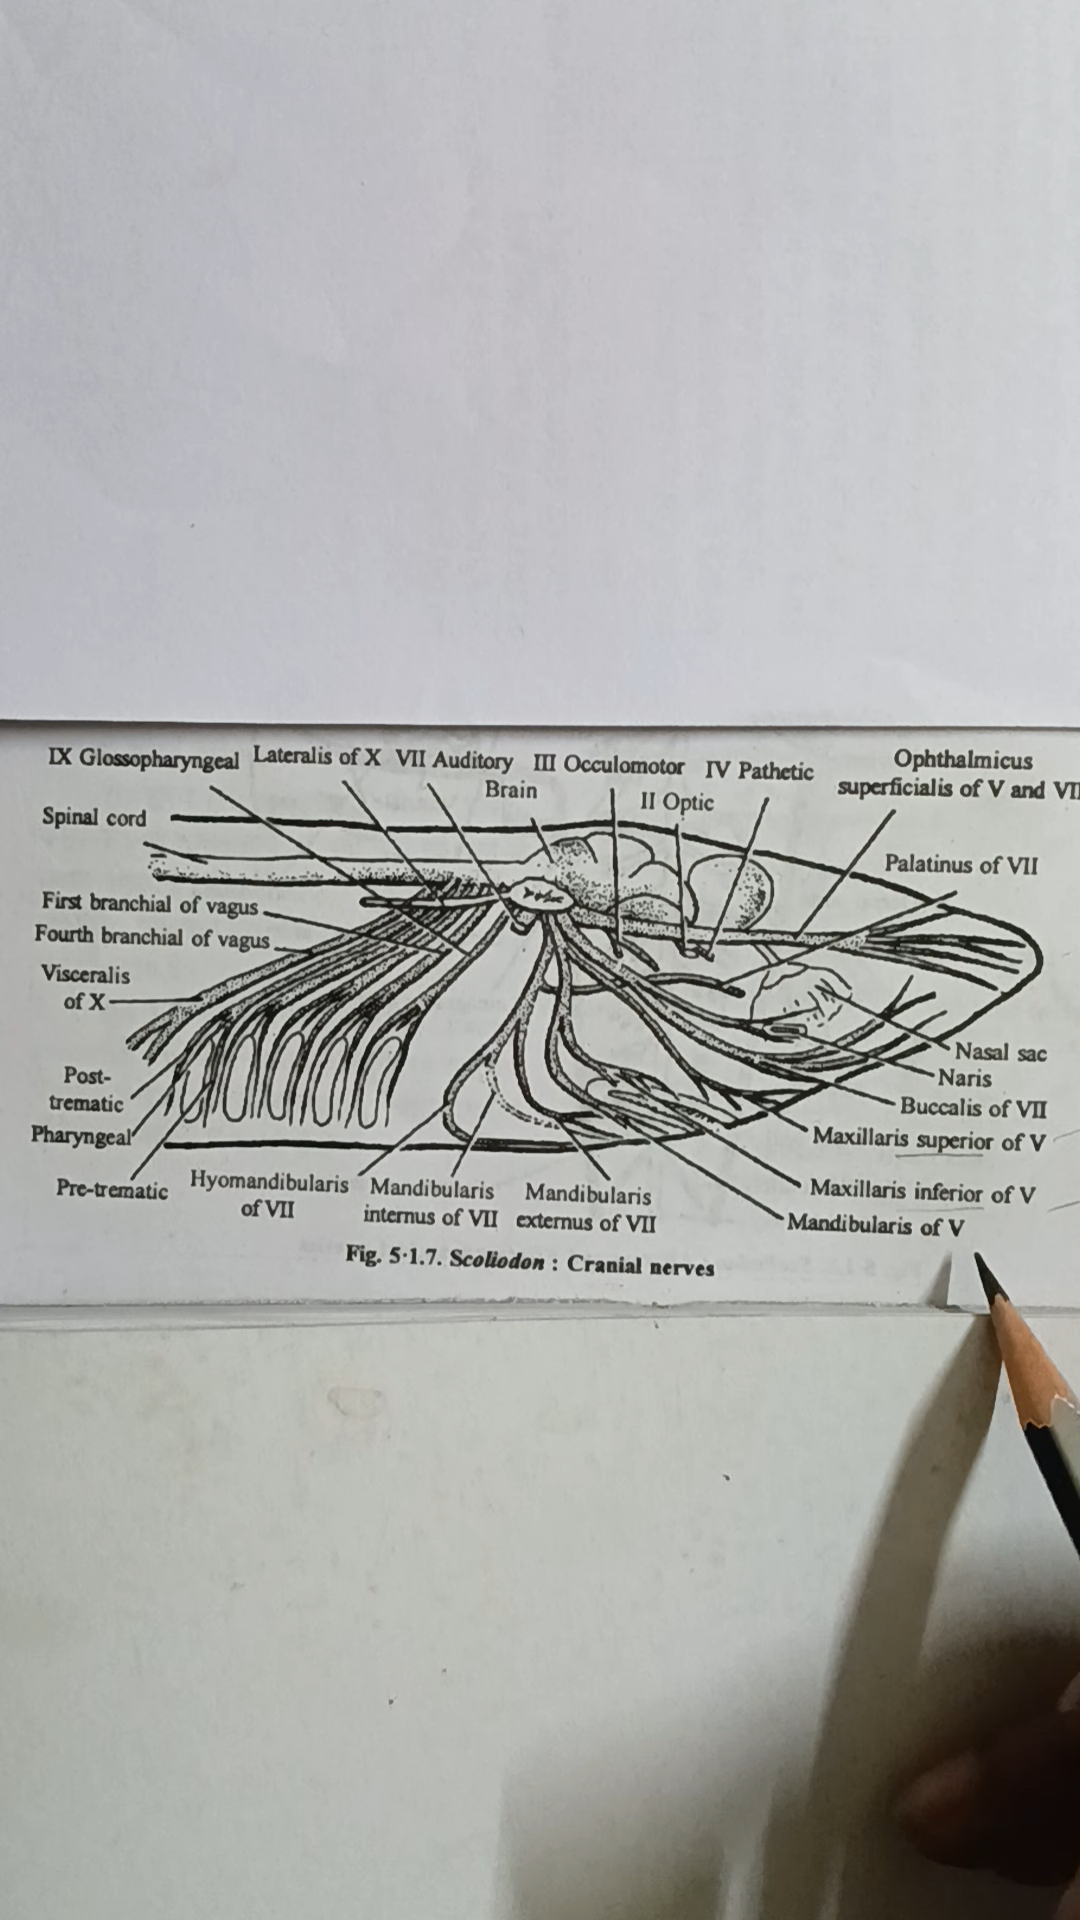 IX Glossopharyngeal
Lateralis of X
VII Auditory
III Occulomotor
IV Pathetic
Ophthalmicus
superficialis of V and VII
Brain
II Optic
Spinal cord
Palatinus of VII
First branchial of vagus
Fourth branchial of vagus
Visceralis
of X
Nasal sac
Naris
Post-
trematic
Buccalis of VII
Pharyngeal
Maxillaris superior of V
Pre-trematic
Hyomandibularis
of VII
Mandibularis
internus of VII
Mandibularis
externus of VII
Maxillaris inferior of V
Mandibularis of V
Fig. 5·1.7. Scoliodon : Cranial nerves